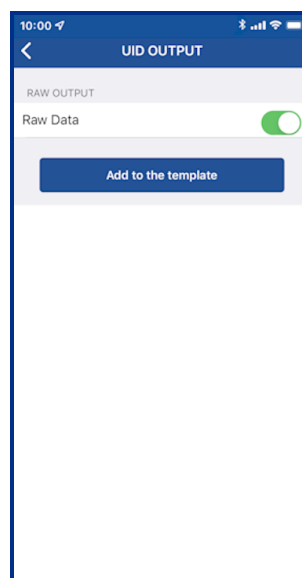 10:00
UID OUTPUT
RAW OUTPUT
Raw Data
Add to the template